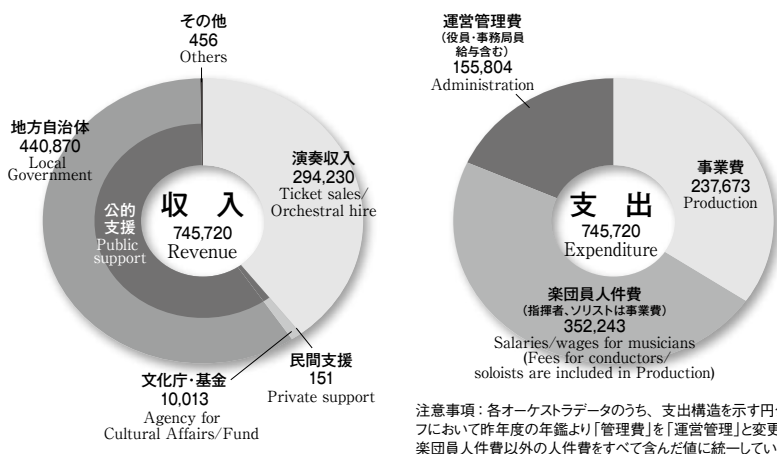 その他
456
Others
地方自治体
440,870
Local
Government
演奏収入
294,230
Ticket sales/
Orchestral hire
公的
支援
Public
support
収 入
745,720
Revenue
民間支援
151
Private support
文化庁・基金
10,013
Agency for
Cultural Affairs/Fund
運営管理費
(役員・事務局員
給与含む)
155,804
Administration
事業費
237,673
Production
支 出
745,720
Expenditure
楽団員人件費
(指揮者、ソリストは事業費)
352,243
Salaries/wages for musicians
(Fees for conductors/
soloists are included in Production)
注意事項：各オーケストラデータのうち、支出構造を示す円
フにおいて昨年度の年鑑より「管理費」を「運営管理」と変更
楽団員人件費以外の人件費をすべて含んだ値に統一してい